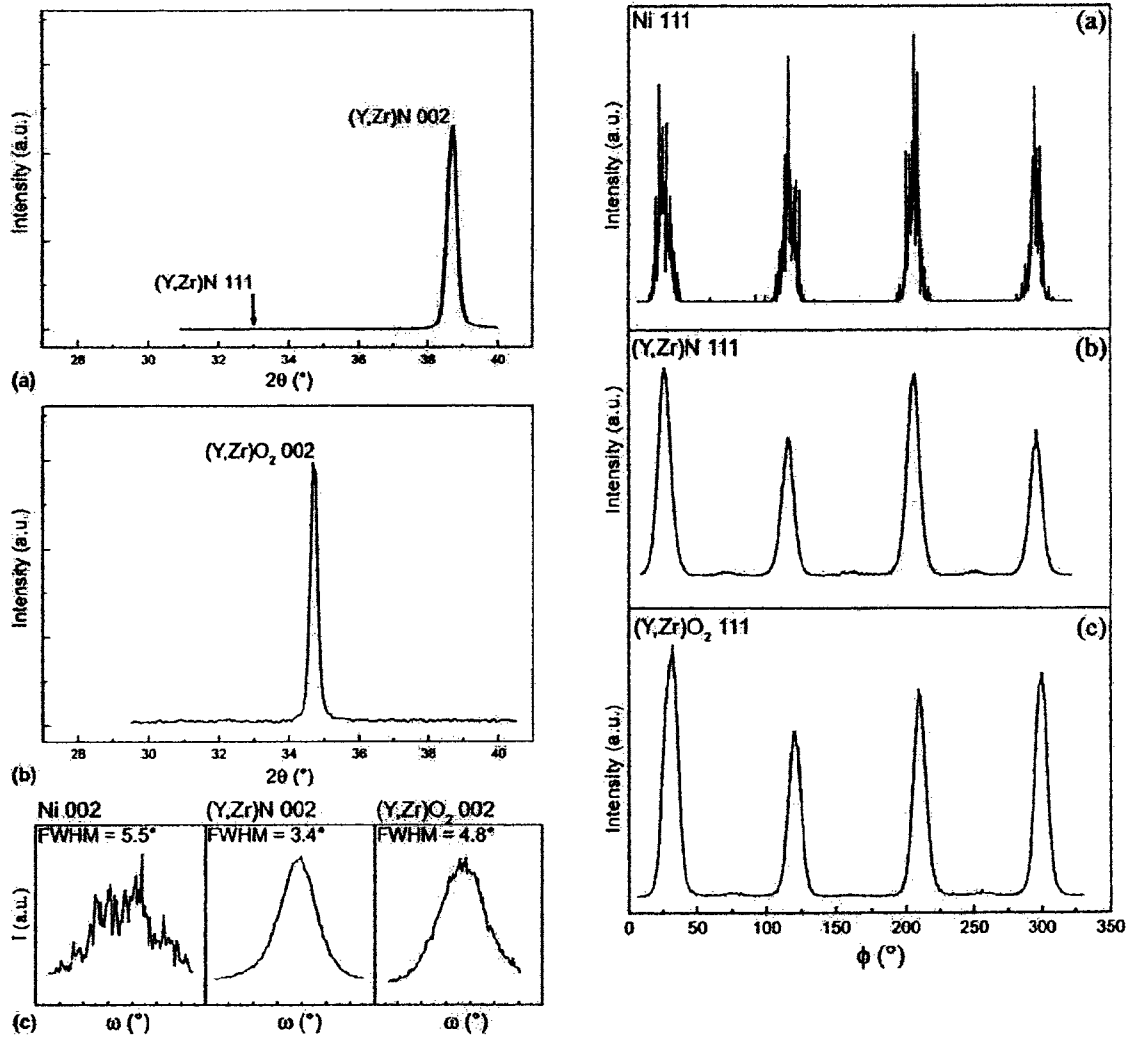 Intensity (a.u.)
(Y,Zr)N 002
(Y,Zr)N 111
28 30 32 34 36 38 40
(a) 2θ (°)
Intensity (a.u.)
(Y,Zr)O₂ 002
28 30 32 34 36 38 40
(b) 2θ (°)
Ni 002 (Y,Zr)N 002 (Y,Zr)O₂ 002
FWHM = 5.5° FWHM = 3.4° FWHM = 4.8°
I (a.u.)
(c) ω (°) ω (°) ω (°)
Ni 111 (a)
Intensity (a.u.)
(Y,Zr)N 111 (b)
Intensity (a.u.)
(Y,Zr)O₂ 111 (c)
Intensity (a.u.)
0 50 100 150 200 250 300 350
ϕ (°)